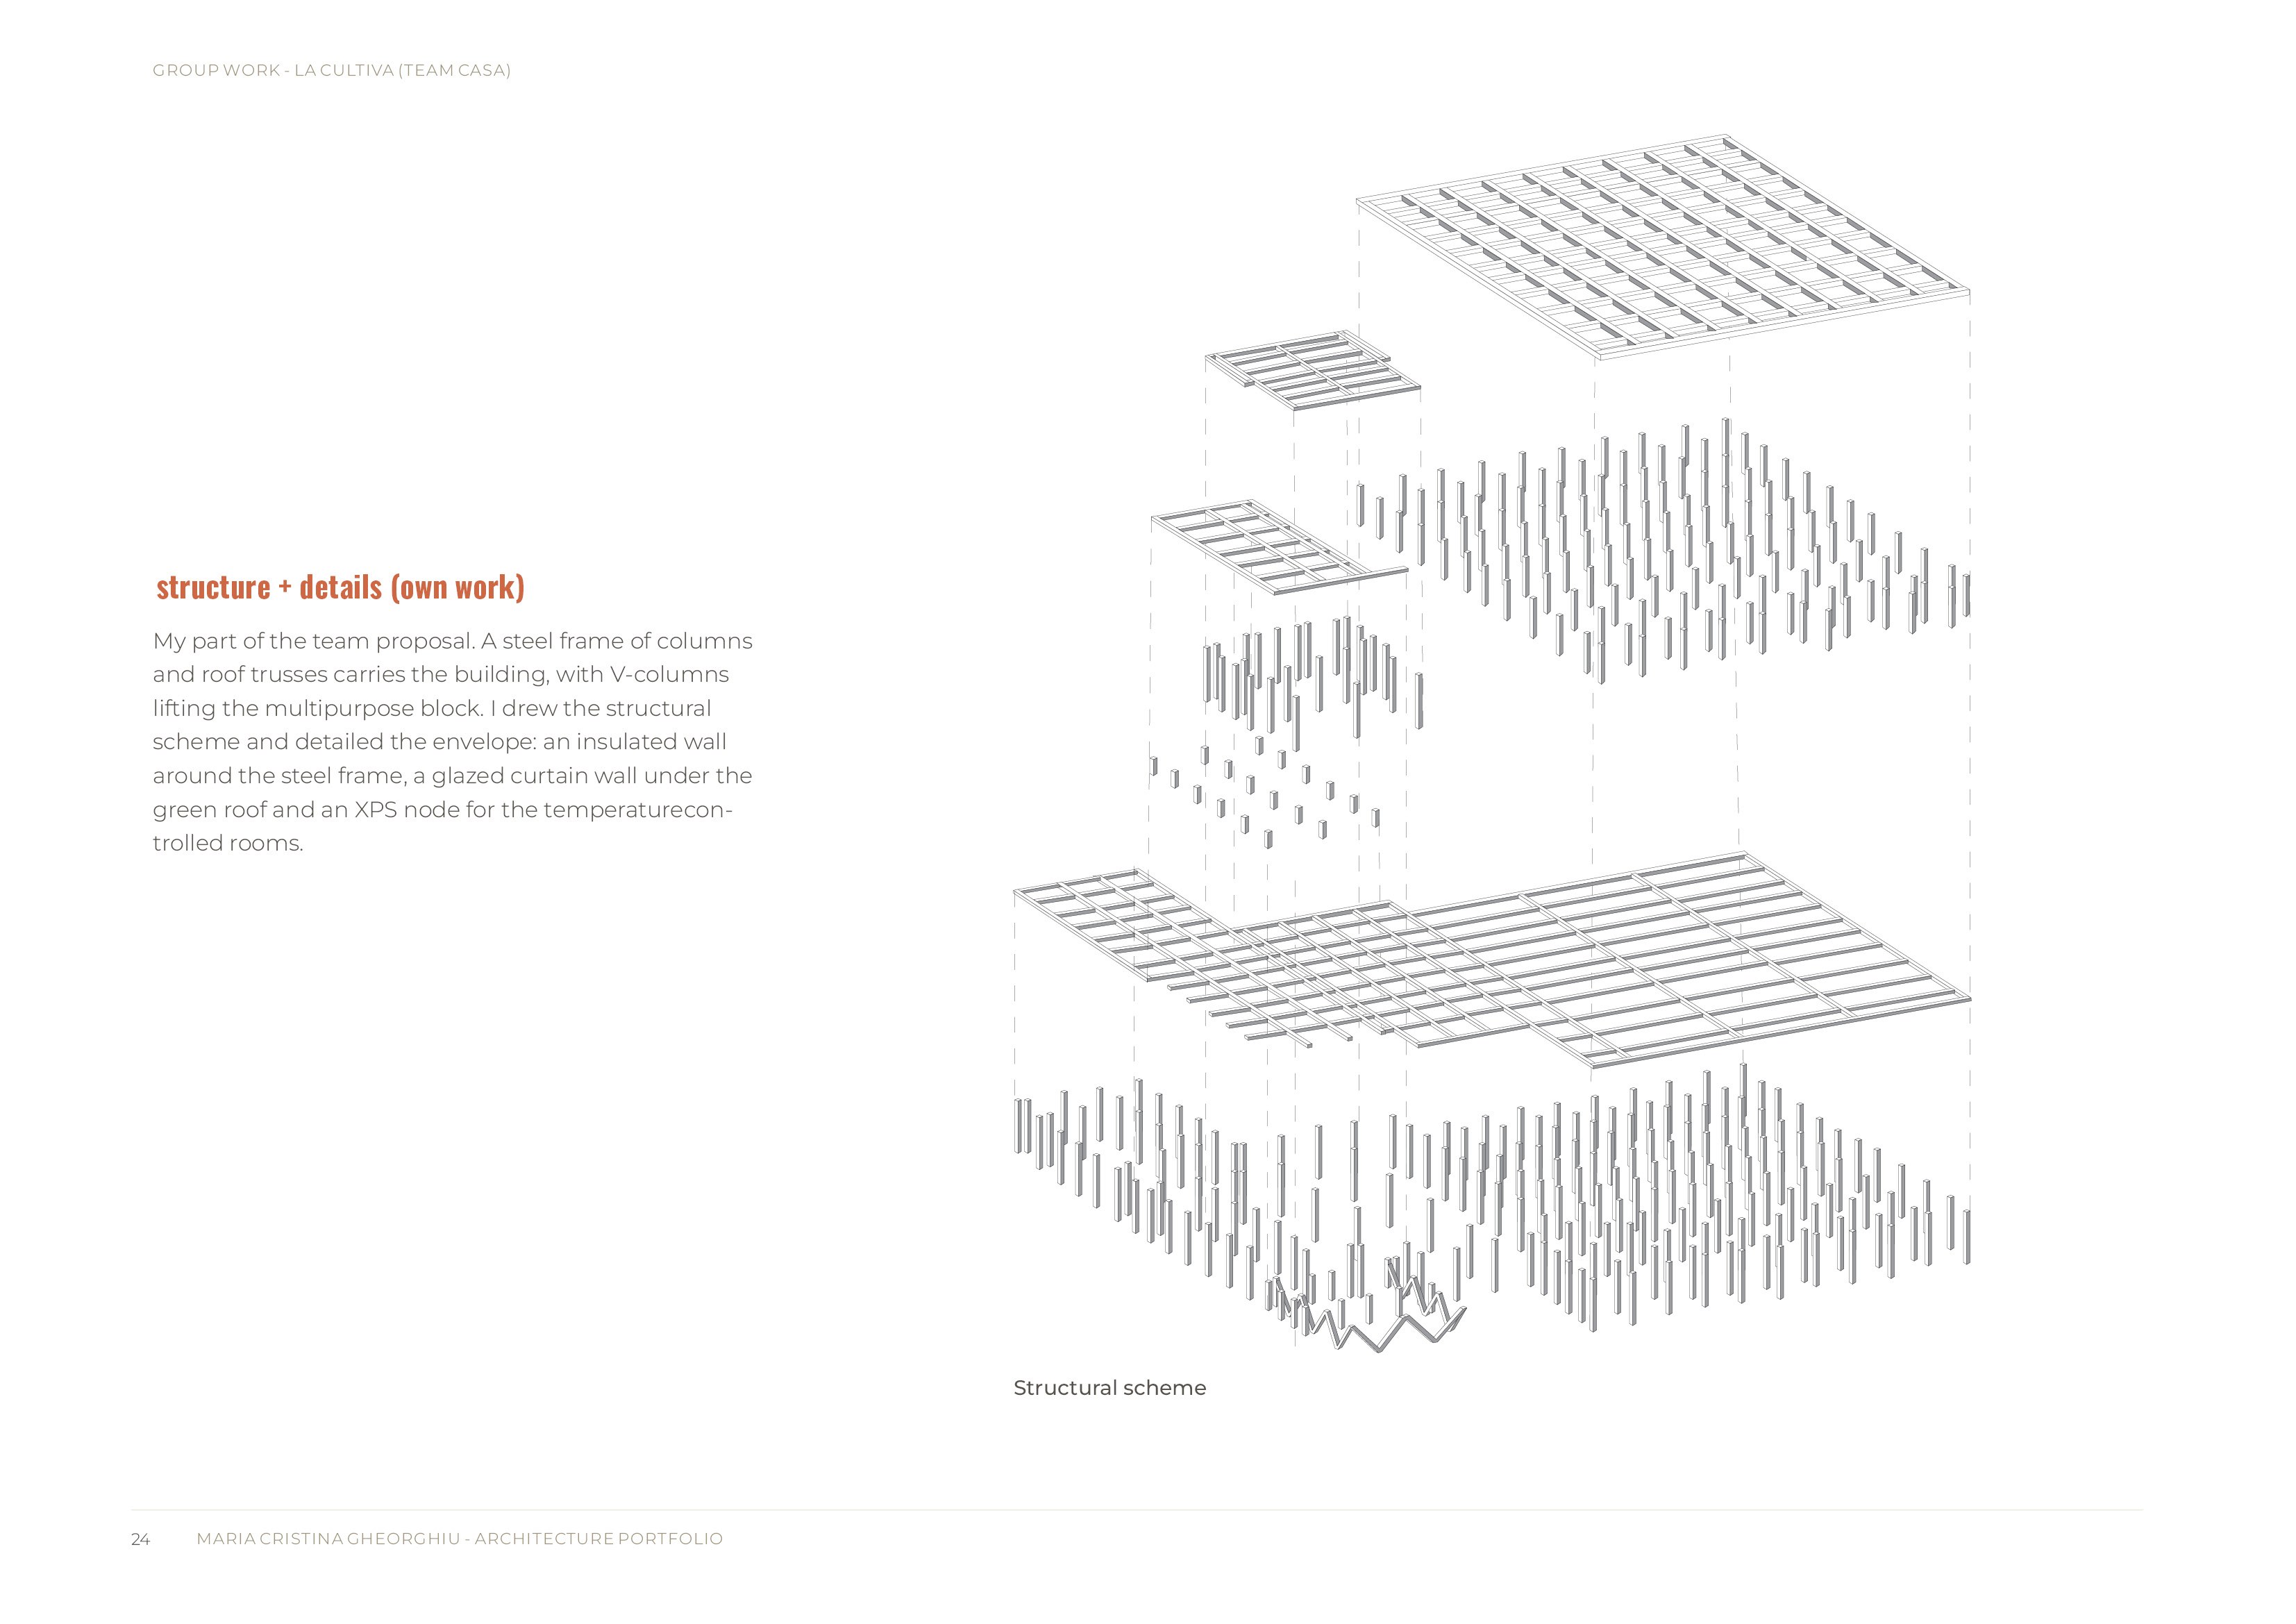 GROUP WORK - LA CULTIVA (TEAM CASA)
structure + details (own work)
My part of the team proposal. A steel frame of columns
and roof trusses carries the building, with V-columns
lifting the multipurpose block. I drew the structural
scheme and detailed the envelope: an insulated wall
around the steel frame, a glazed curtain wall under the
green roof and an XPS node for the temperaturecon-
trolled rooms.
Structural scheme
24 MARIA CRISTINA GHEORGHIU - ARCHITECTURE PORTFOLIO